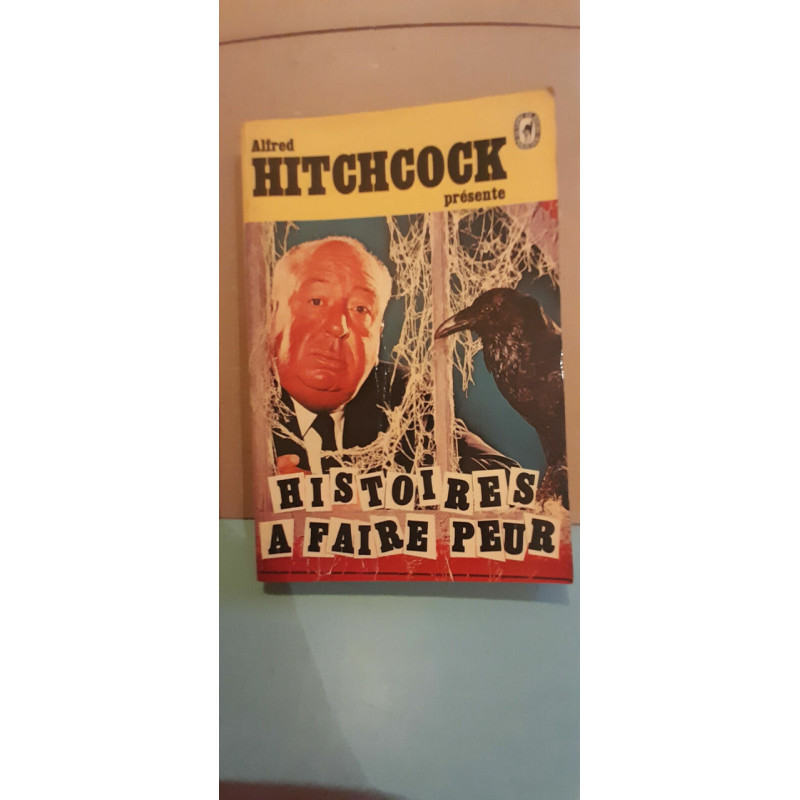 Alfred
HITCHCOCK
présente
HISTOIRES
A FAIRE PEUR